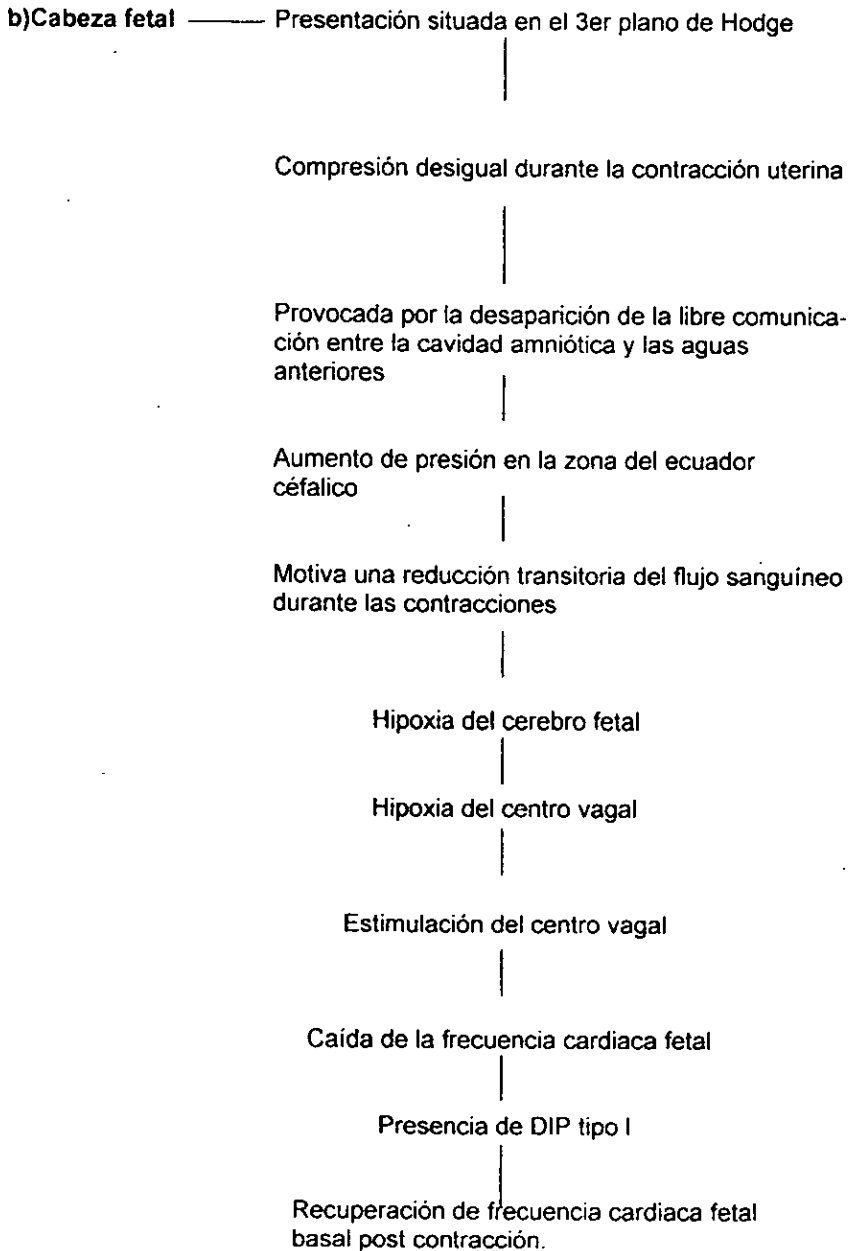 b)Cabeza fetal Presentación situada en el 3er plano de Hodge
Compresión desigual durante la contracción uterina
Provocada por la desaparición de la libre comunica-
ción entre la cavidad amniótica y las aguas
anteriores
Aumento de presión en la zona del ecuador
céfalico
Motiva una reducción transitoria del flujo sanguíneo
durante las contracciones
Hipoxia del cerebro fetal
Hipoxia del centro vagal
Estimulación del centro vagal
Caída de la frecuencia cardiaca fetal
Presencia de DIP tipo I
Recuperación de frecuencia cardiaca fetal
basal post contracción.